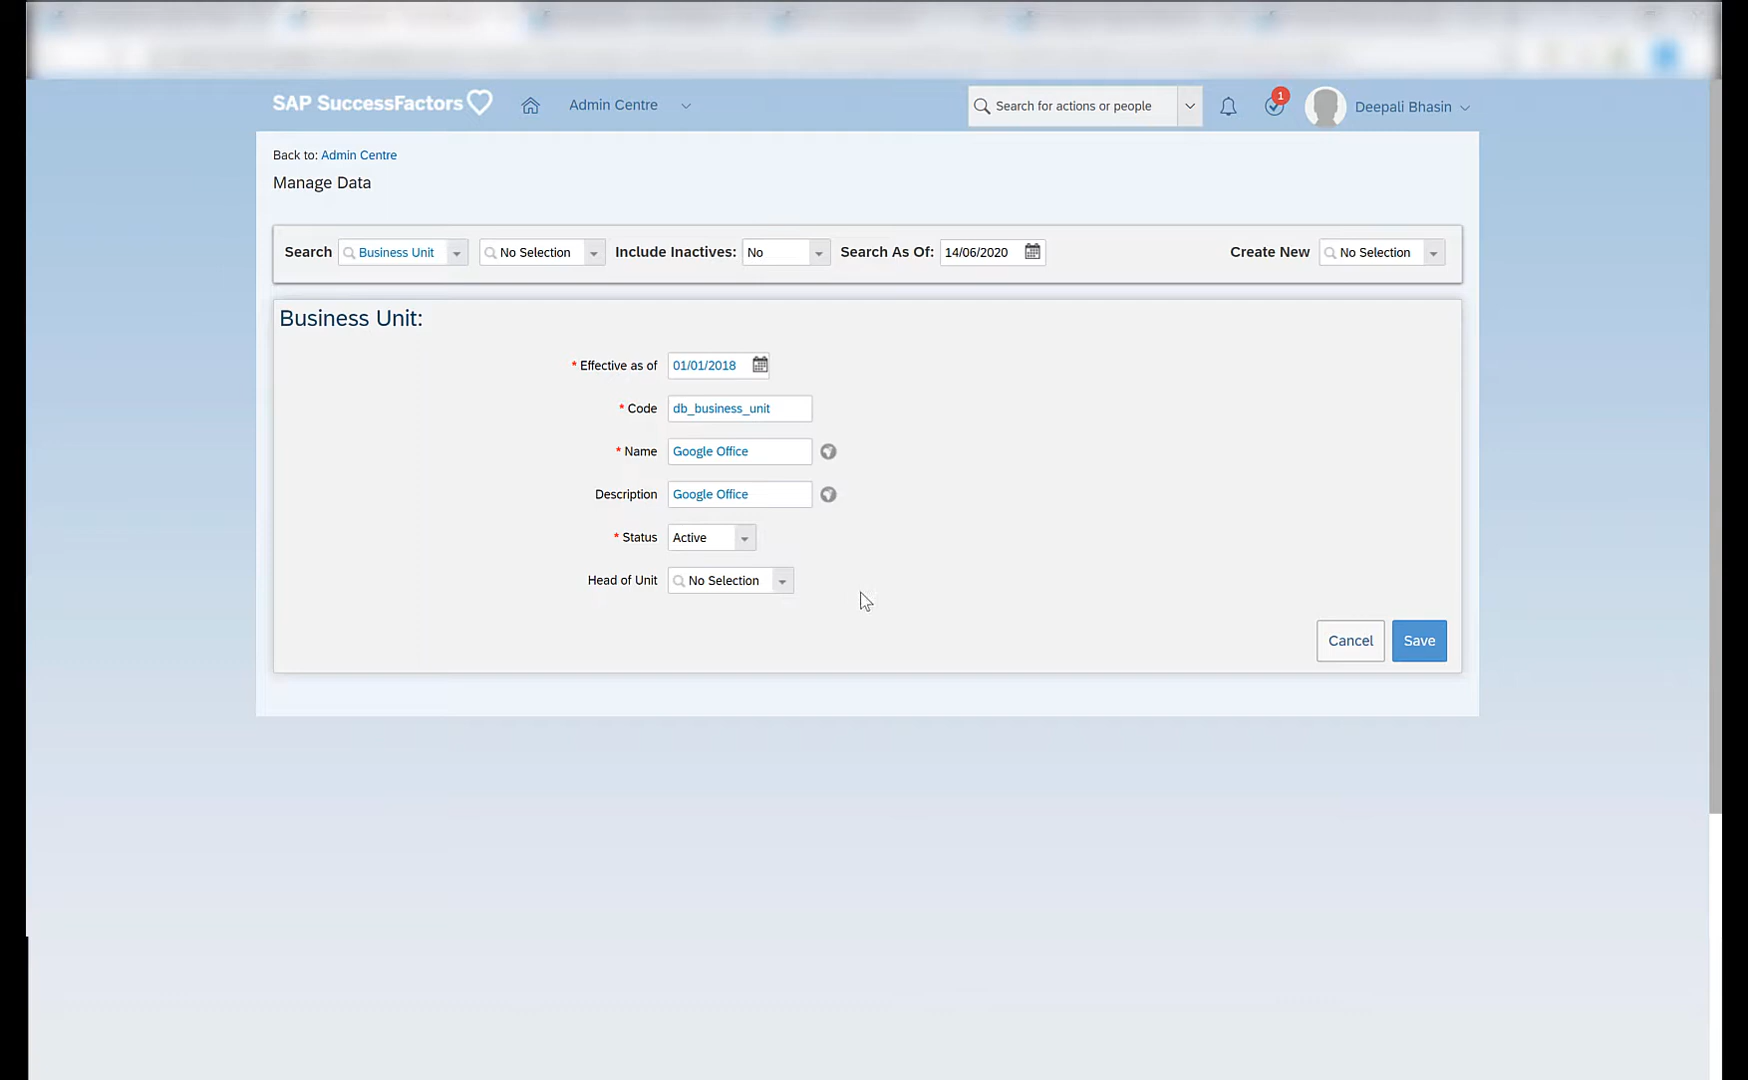 SAP SuccessFactors
Admin Centre
Search for actions or people
1
Deepali Bhasin
Back to: Admin Centre
Manage Data
Search Business Unit No Selection Include Inactives: No Search As Of: 14/06/2020 Create New No Selection
Business Unit:
* Effective as of 01/01/2018
* Code db_business_unit
* Name Google Office
Description Google Office
* Status Active
Head of Unit No Selection
Cancel Save